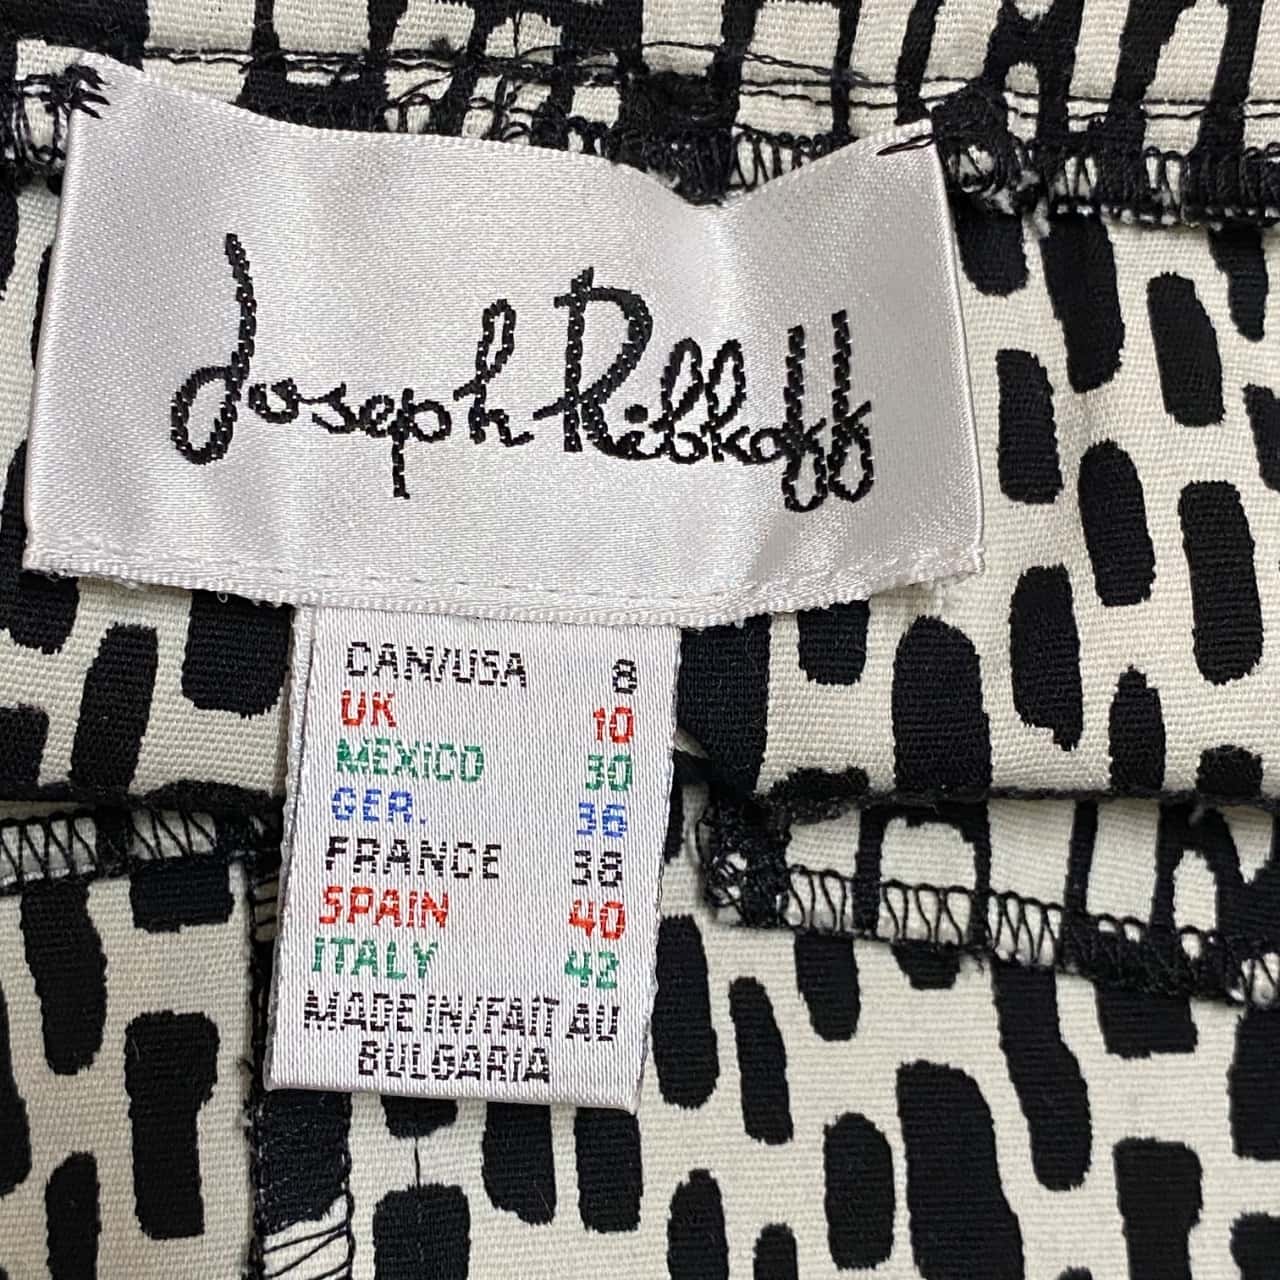 Joseph Ribkoff
CAN/USA 8
UK 10
MEXICO 30
GER. 36
FRANCE 38
SPAIN 40
ITALY 42
MADE IN/FAIT AU
BULGARIA